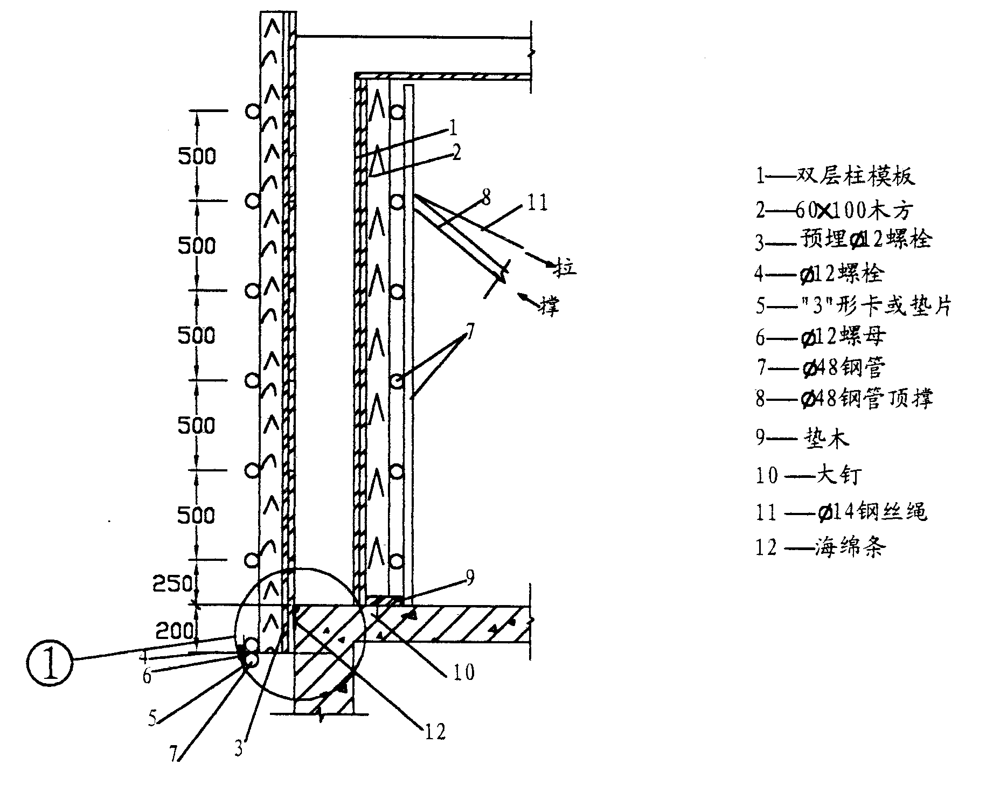 500
500
500
500
500
250
200
1
2
8
11
拉
撑
7
9
10
12
①
4
6
5
7
3
1——双层柱模板
2——60×100木方
3——预埋ø12螺栓
4——ø12螺栓
5——"3"形卡或垫片
6——ø12螺母
7——ø48钢管
8——ø48钢管顶撑
9——垫木
10——大钉
11——ø14钢丝绳
12——海绵条